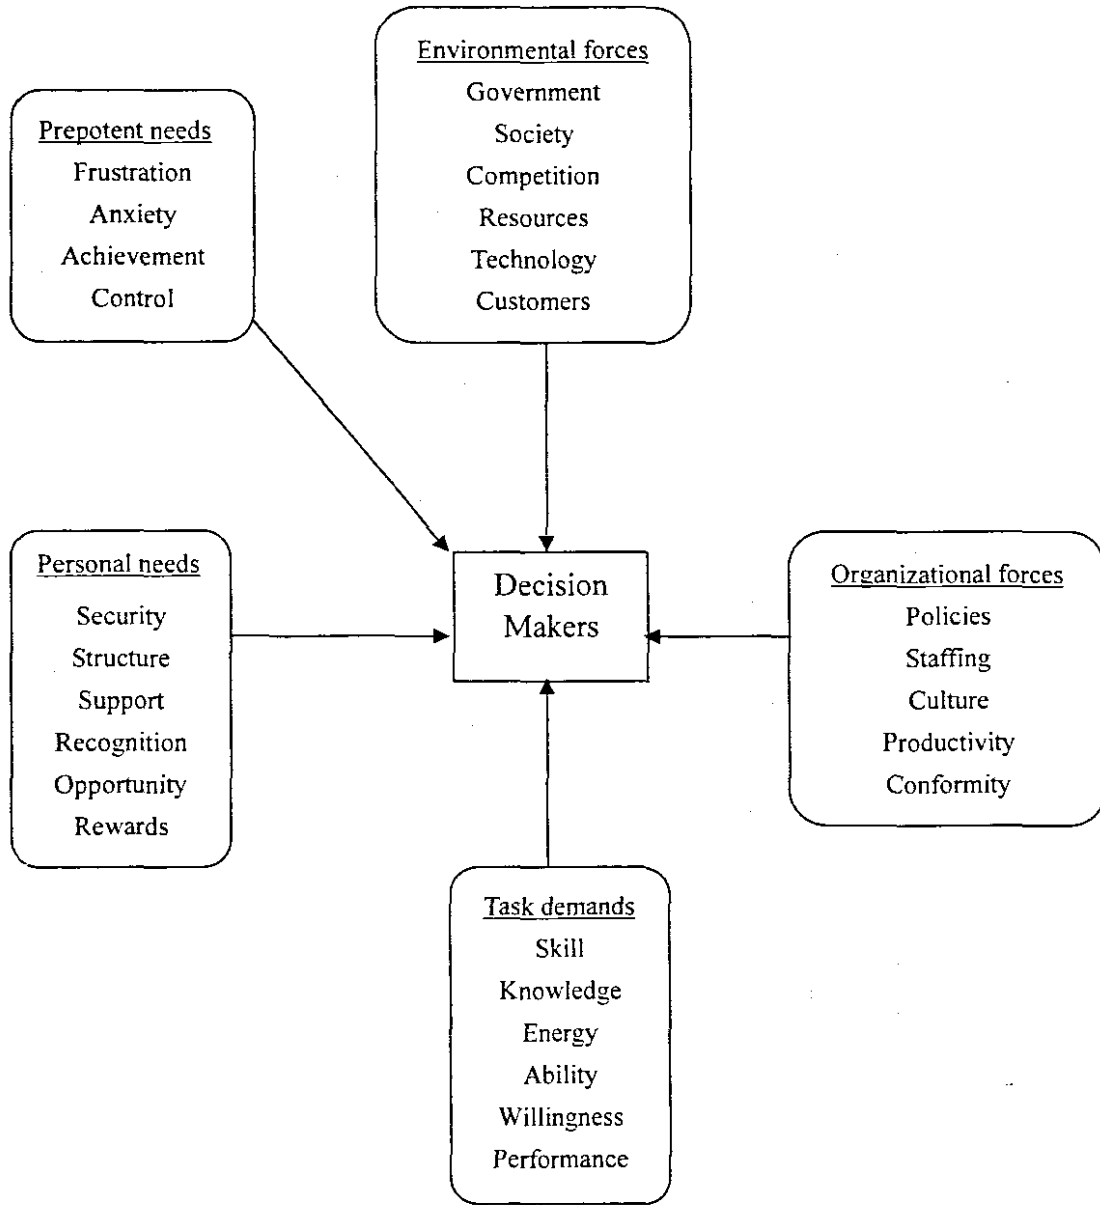 Environmental forces
Government
Society
Competition
Resources
Technology
Customers
Prepotent needs
Frustration
Anxiety
Achievement
Control
Personal needs
Security
Structure
Support
Recognition
Opportunity
Rewards
Decision
Makers
Organizational forces
Policies
Staffing
Culture
Productivity
Conformity
Task demands
Skill
Knowledge
Energy
Ability
Willingness
Performance